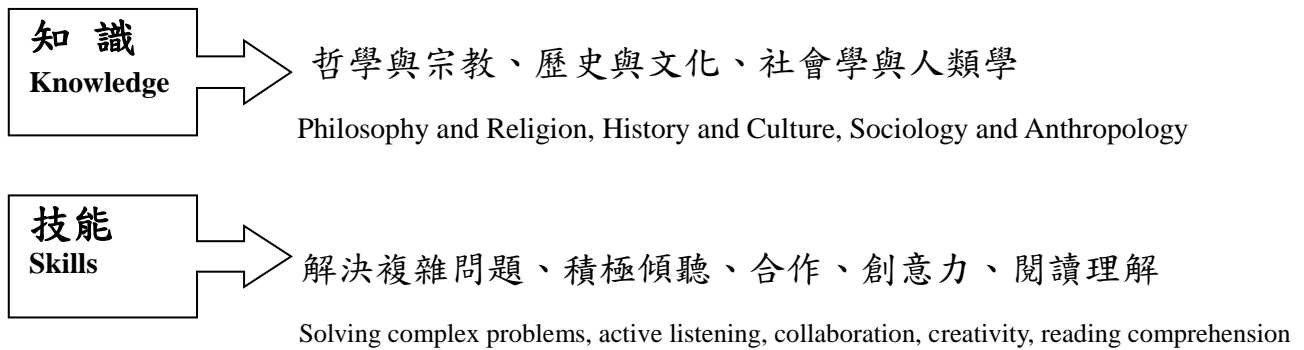 知 識
Knowledge
哲學與宗教、歷史與文化、社會學與人類學
Philosophy and Religion, History and Culture, Sociology and Anthropology
技能
Skills
解決複雜問題、積極傾聽、合作、創意力、閱讀理解
Solving complex problems, active listening, collaboration, creativity, reading comprehension